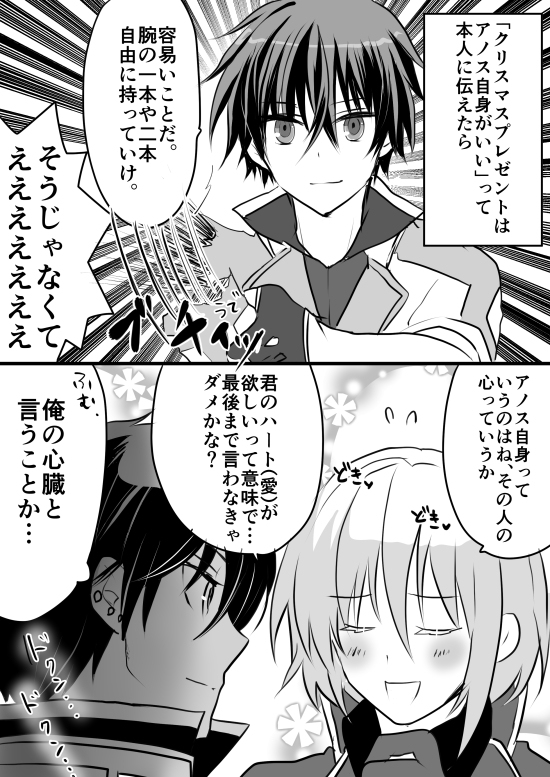 「クリスマスプレゼントは
アノス自身がいい」って
本人に伝えたら
容易いことだ。
腕の一本や二本
自由に持っていけ。
そうじゃなくて
ええええええええ
って
ブチィッ
アノス自身って
いうのはね、その人の
心っていうか
どき
どき
君のハート(愛)が
欲しいって意味で…
最後まで言わなきゃ
ダメかな?
ふむ、
俺の心臓と
言うことか…
ドクン…
ドクン…